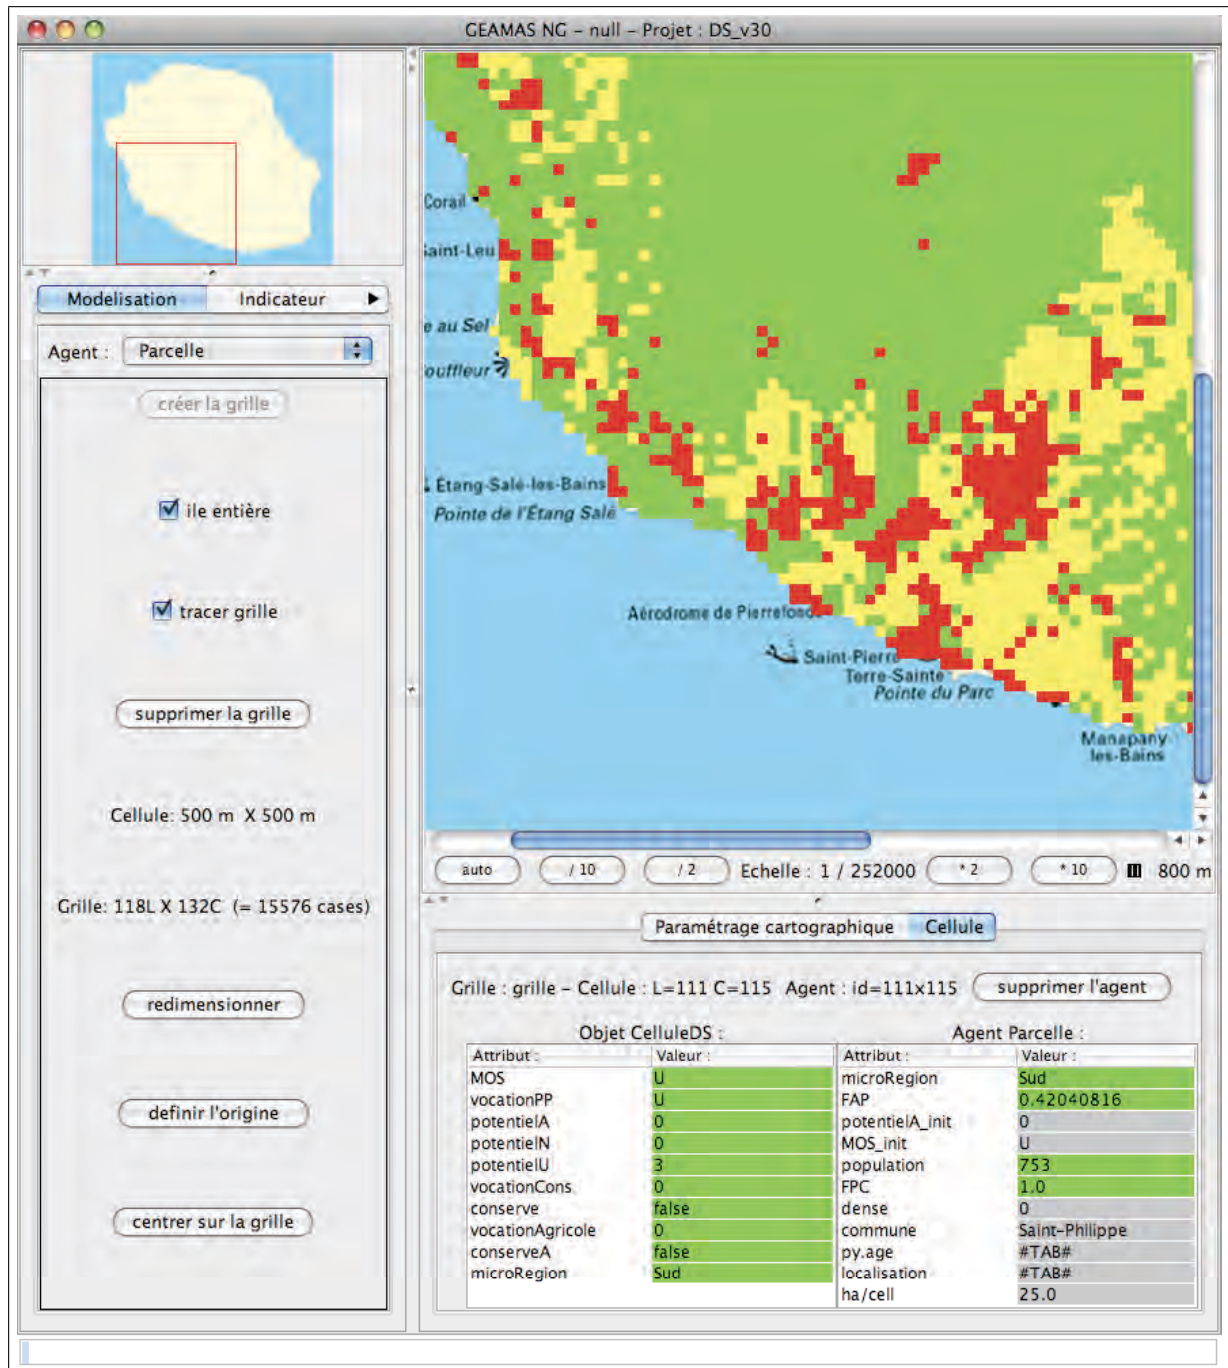 GEAMAS NG – null – Projet : DS_v30
Modelisation Indicateur
Agent : Parcelle
créer la grille
ile entière
tracer grille
supprimer la grille
Cellule: 500 m X 500 m
Grille: 118L X 132C (= 15576 cases)
redimensionner
definir l'origine
centrer sur la grille
Corail
Saint-Leu
e au Sel
ouffleur
Étang-Salé-les-Bains
Pointe de l'Étang Salé
Aérodrome de Pierrefonds
Saint-Pierre
Terre-Sainte
Pointe du Parc
Manapany
les-Bains
auto / 10 / 2 Echelle : 1 / 252000 * 2 * 10 800 m
Paramétrage cartographique Cellule
Grille : grille – Cellule : L=111 C=115 Agent : id=111x115 supprimer l'agent
Objet CelluleDS :
Attribut : Valeur :
MOS U
vocationPP U
potentielA 0
potentielN 0
potentielU 3
vocationCons 0
conserve false
vocationAgricole 0
conserveA false
microRegion Sud
Agent Parcelle :
Attribut : Valeur :
microRegion Sud
FAP 0.42040816
potentielA_init 0
MOS_init U
population 753
FPC 1.0
dense 0
commune Saint-Philippe
py.age #TAB#
localisation #TAB#
ha/cell 25.0